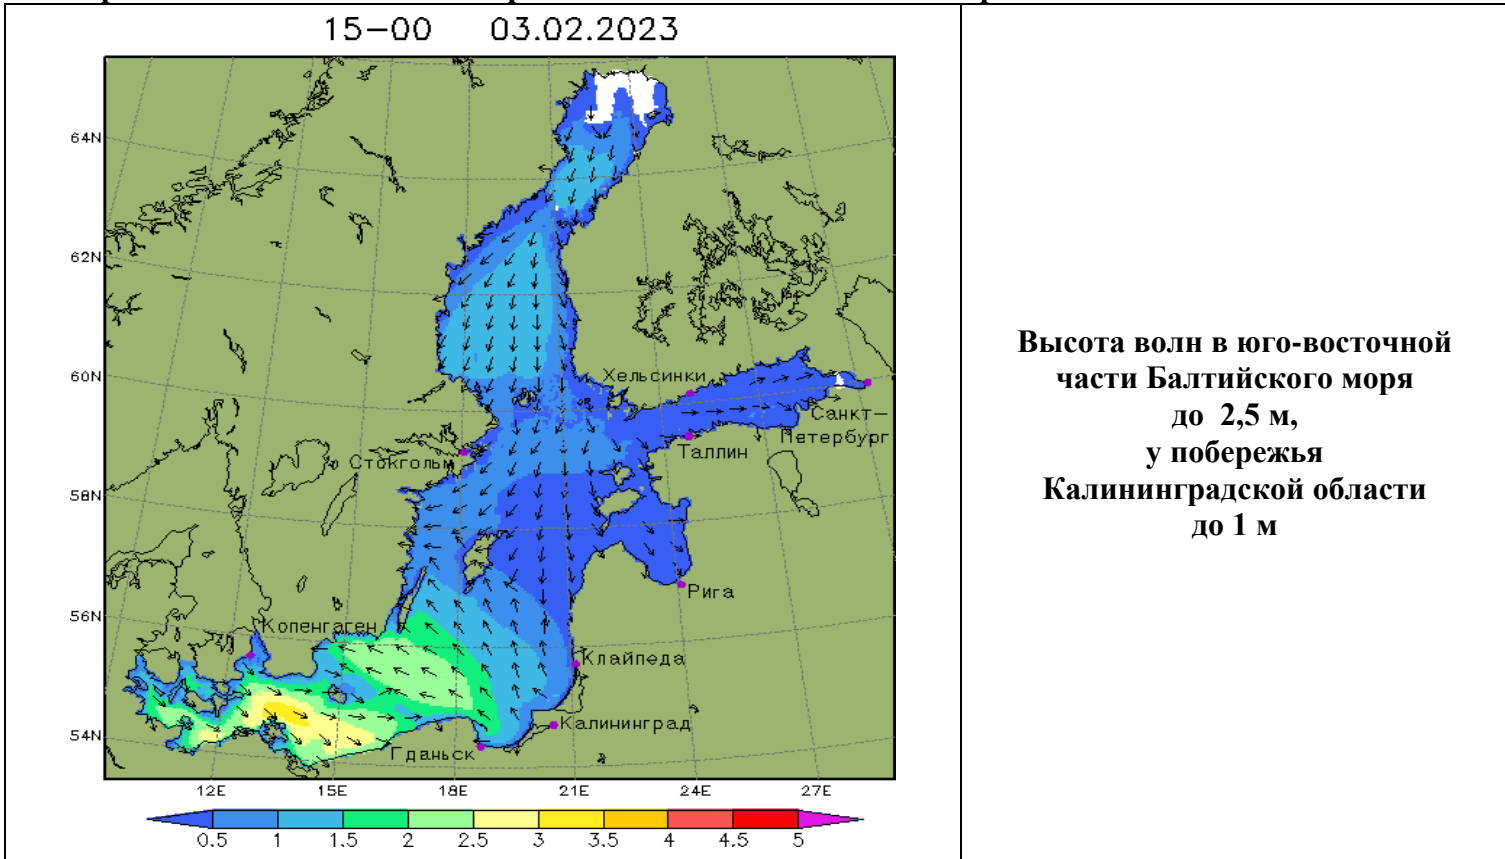 15-00 03.02.2023
64N
62N
60N
58N
56N
54N
Хельсинки
Санкт-
Петербург
Таллин
Стокгольм
Рига
Копенгаген
Клайпеда
Калининград
Гданьск
12E 15E 18E 21E 24E 27E
0.5 1 1.5 2 2.5 3 3.5 4 4.5 5
Высота волн в юго-восточной
части Балтийского моря
до 2,5 м,
у побережья
Калининградской области
до 1 м